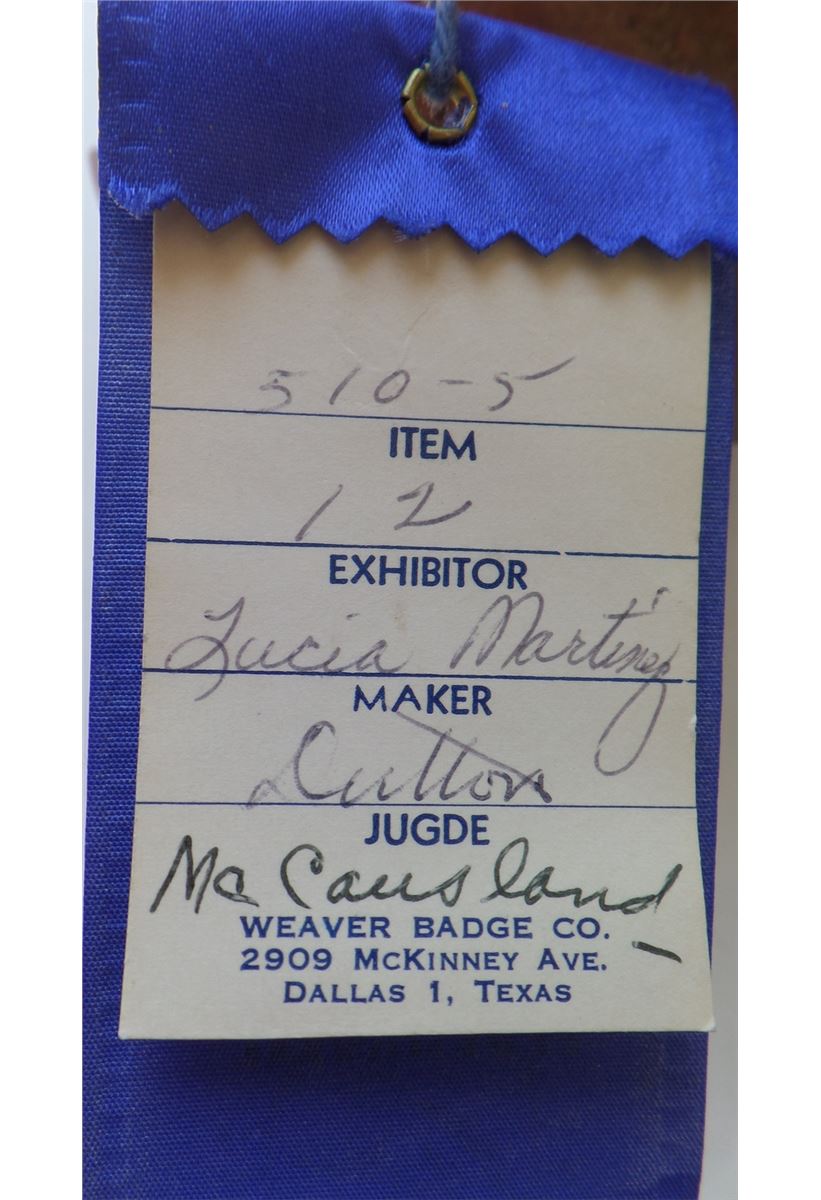 510-5
ITEM
12
EXHIBITOR
Lucia Martinez
MAKER
Dutton
JUGDE
McCausland
WEAVER BADGE CO.
2909 McKINNEY AVE.
DALLAS 1, TEXAS